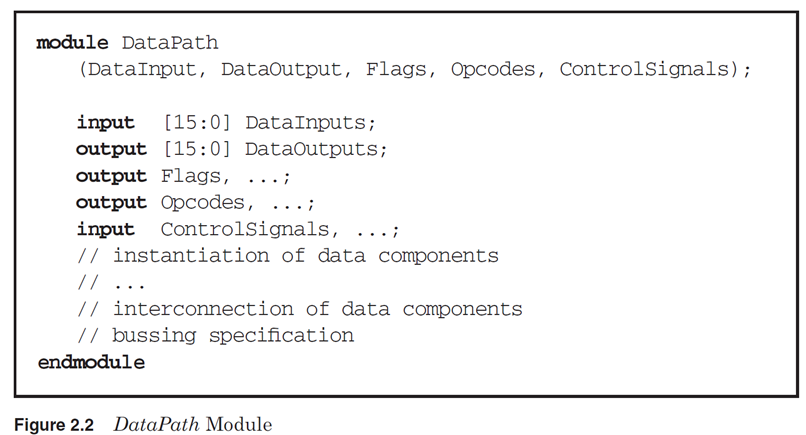 module DataPath
(DataInput, DataOutput, Flags, Opcodes, ControlSignals);
input [15:0] DataInputs;
output [15:0] DataOutputs;
output Flags, ...;
output Opcodes, ...;
input ControlSignals, ...;
// instantiation of data components
// ...
// interconnection of data components
// bussing specification
endmodule
Figure 2.2 DataPath Module